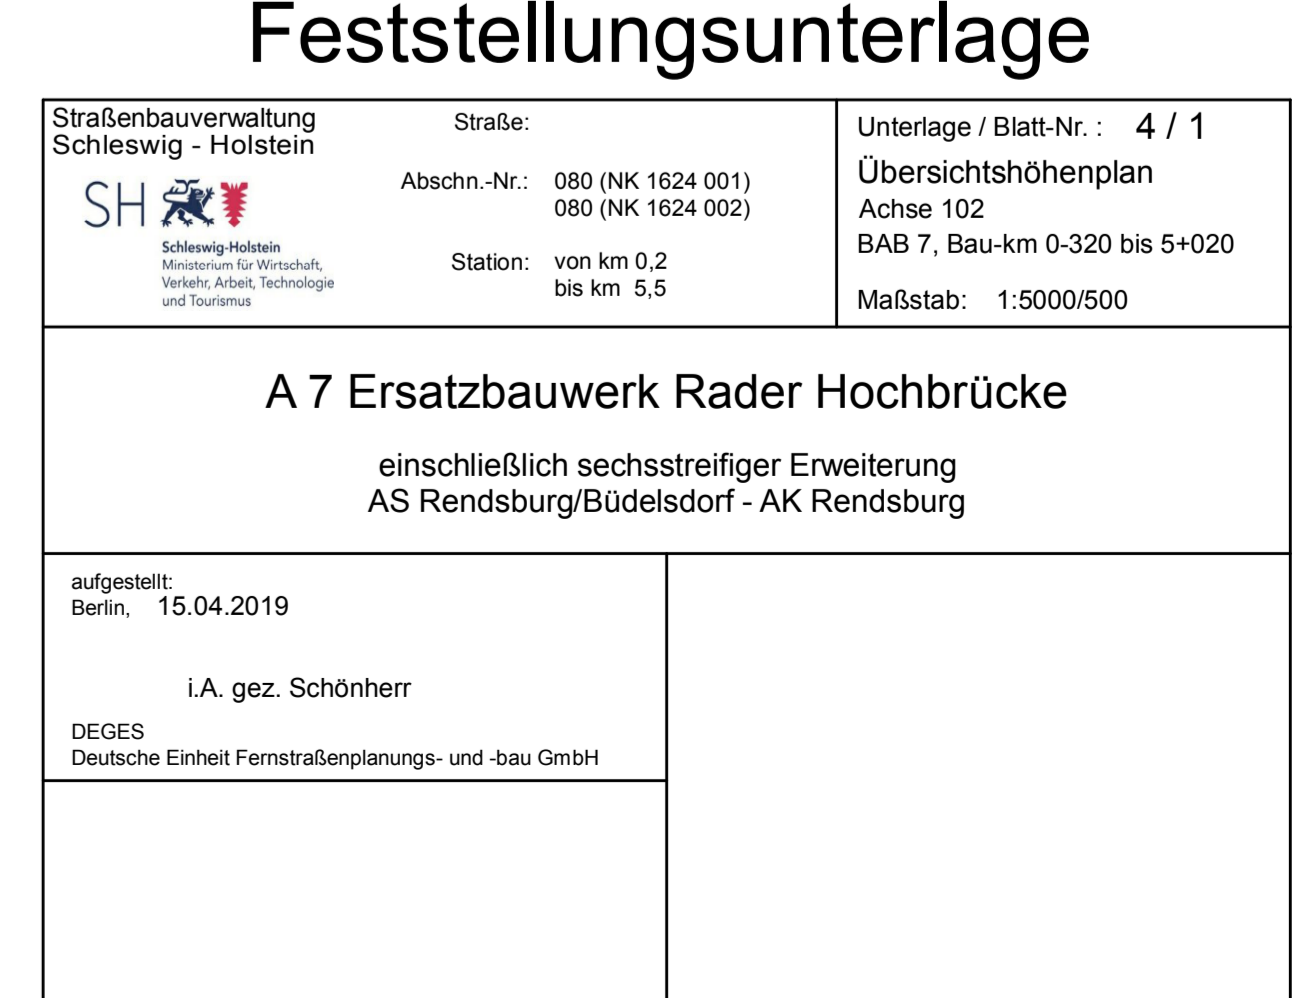 Feststellungsunterlage
Straßenbauverwaltung
Schleswig - Holstein
SH
Schleswig-Holstein
Ministerium für Wirtschaft,
Verkehr, Arbeit, Technologie
und Tourismus
Straße:
Abschn.-Nr.: 080 (NK 1624 001)
080 (NK 1624 002)
Station: von km 0,2
bis km 5,5
Unterlage / Blatt-Nr. : 4 / 1
Übersichtshöhenplan
Achse 102
BAB 7, Bau-km 0-320 bis 5+020
Maßstab: 1:5000/500
A 7 Ersatzbauwerk Rader Hochbrücke
einschließlich sechsstreifiger Erweiterung
AS Rendsburg/Büdelsdorf - AK Rendsburg
aufgestellt:
Berlin, 15.04.2019
i.A. gez. Schönherr
DEGES
Deutsche Einheit Fernstraßenplanungs- und -bau GmbH